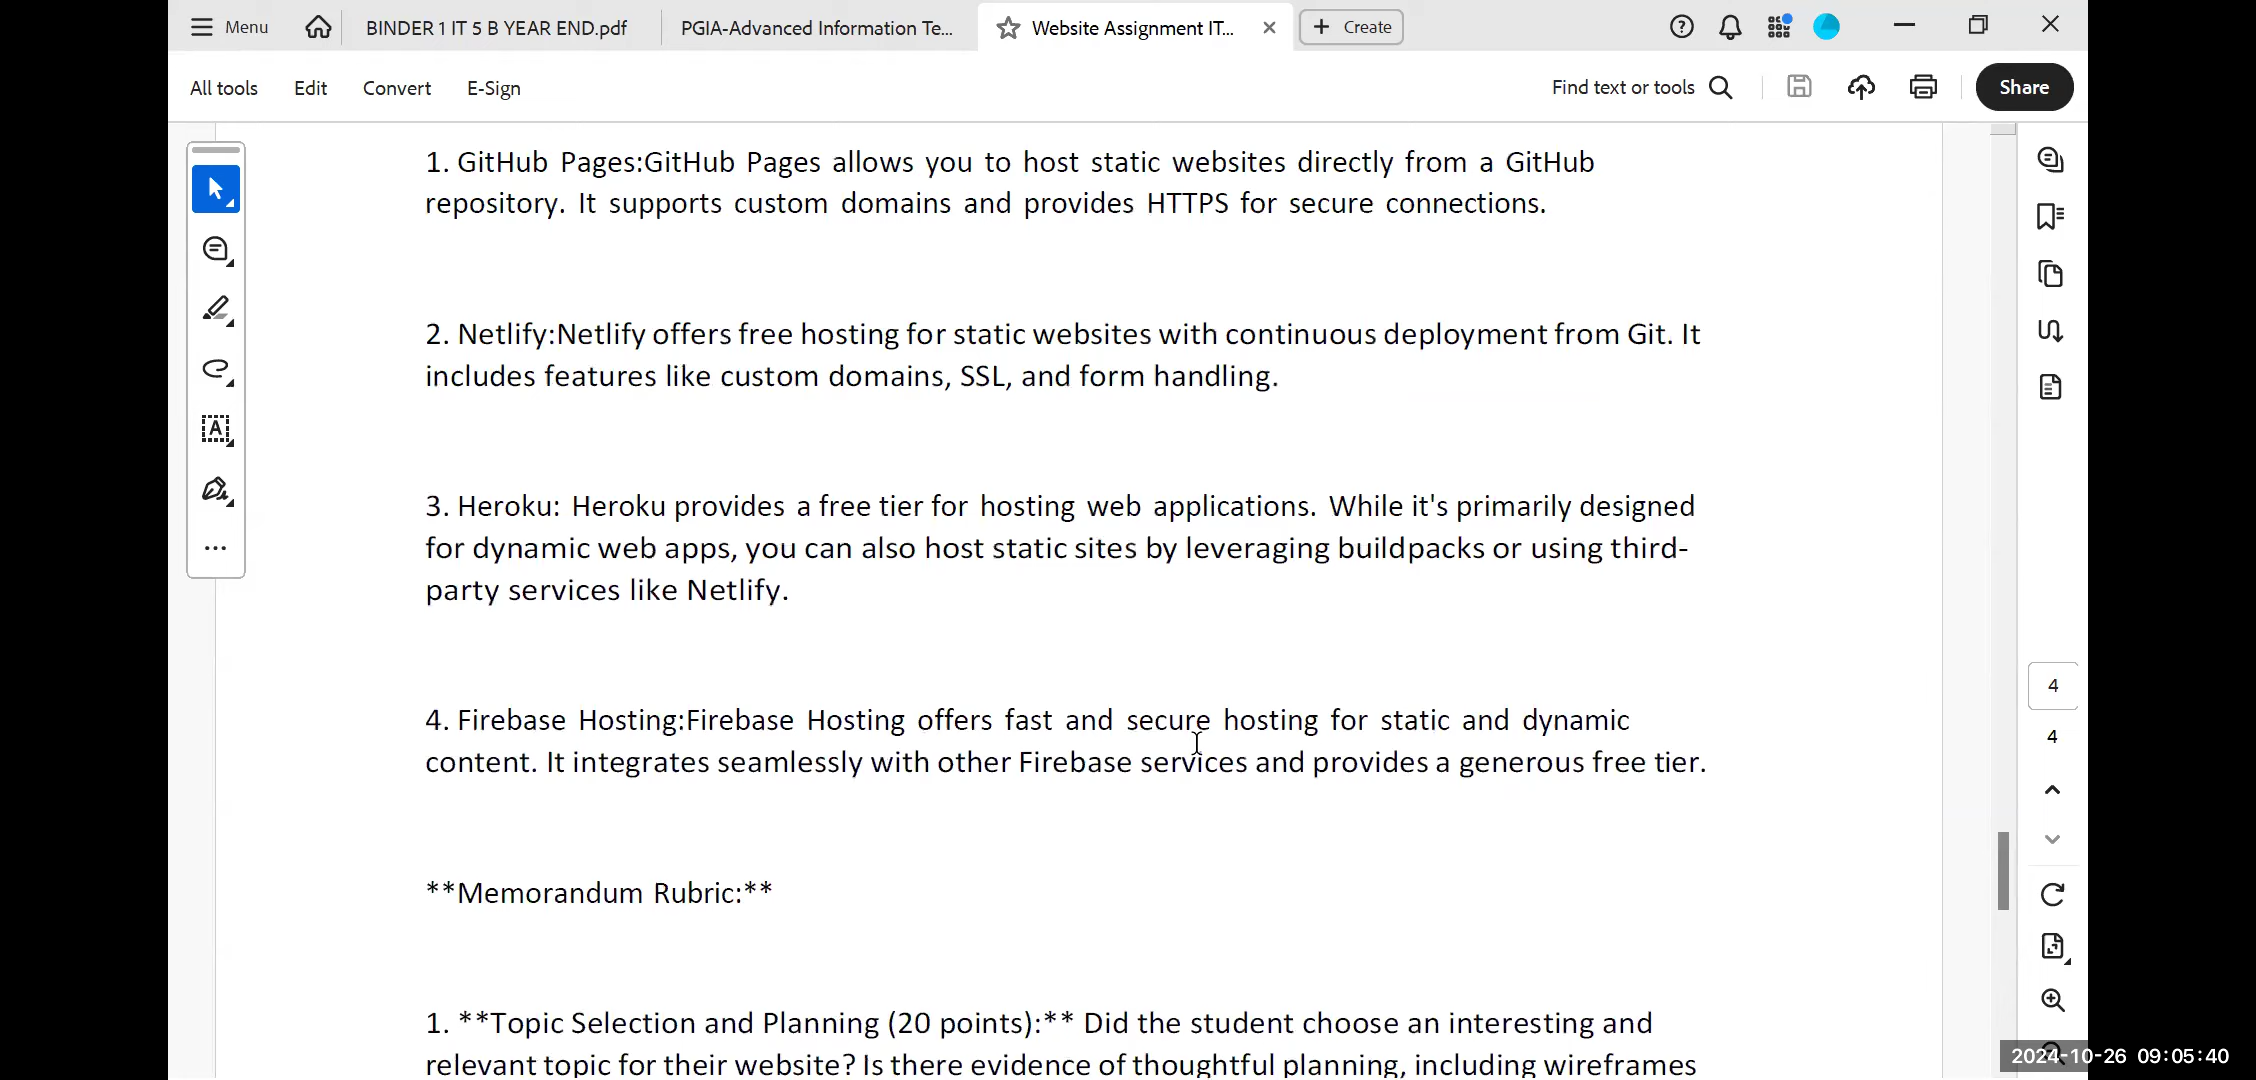 Menu
BINDER 1 IT 5 B YEAR END.pdf
PGIA-Advanced Information Te...
Website Assignment IT...
Create
All tools
Edit
Convert
E-Sign
Find text or tools
Share
1. GitHub Pages:GitHub Pages allows you to host static websites directly from a GitHub
repository. It supports custom domains and provides HTTPS for secure connections.
2. Netlify:Netlify offers free hosting for static websites with continuous deployment from Git. It
includes features like custom domains, SSL, and form handling.
3. Heroku: Heroku provides a free tier for hosting web applications. While it's primarily designed
for dynamic web apps, you can also host static sites by leveraging buildpacks or using third-
party services like Netlify.
4. Firebase Hosting:Firebase Hosting offers fast and secure hosting for static and dynamic
content. It integrates seamlessly with other Firebase services and provides a generous free tier.
**Memorandum Rubric:**
1. **Topic Selection and Planning (20 points):** Did the student choose an interesting and
relevant topic for their website? Is there evidence of thoughtful planning, including wireframes
4
4
2024-10-26 09:05:40